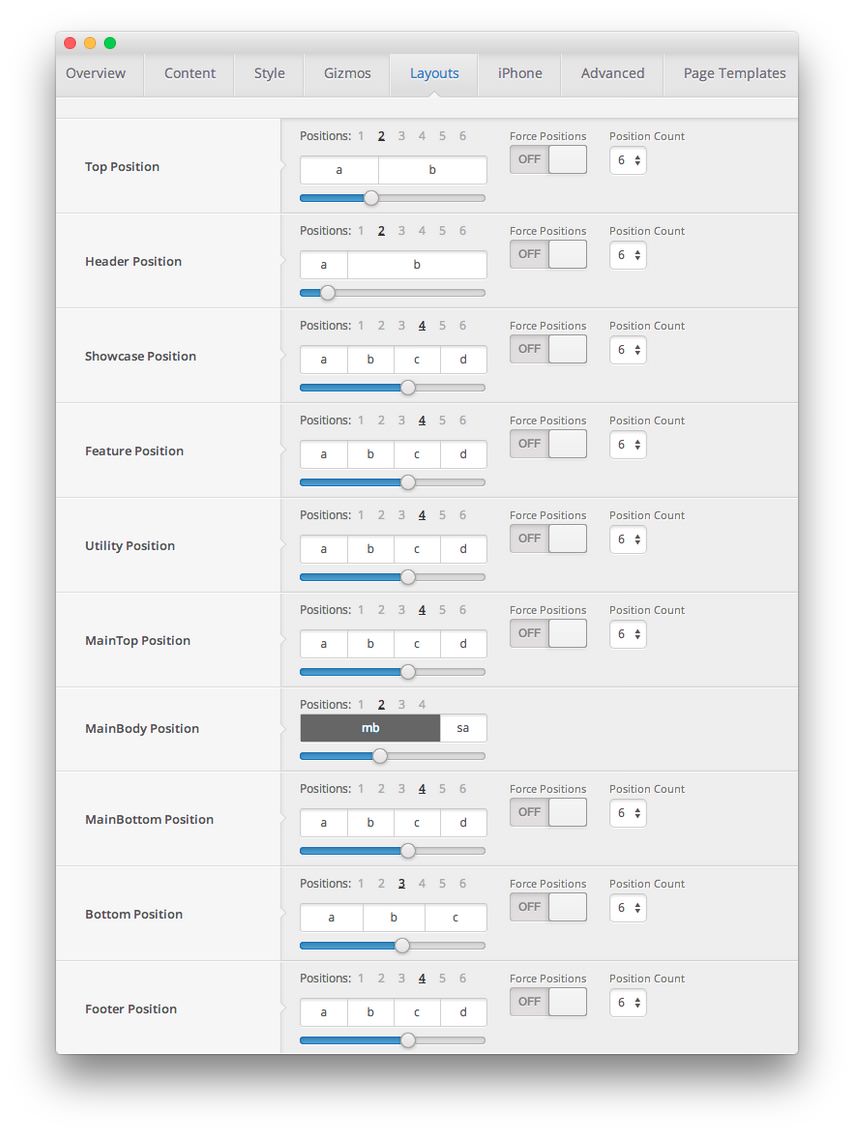 Overview Content Style Gizmos Layouts iPhone Advanced Page Templates
Positions: 1 2 3 4 5 6 Force Positions Position Count
Top Position a b OFF 6
Positions: 1 2 3 4 5 6 Force Positions Position Count
Header Position a b OFF 6
Positions: 1 2 3 4 5 6 Force Positions Position Count
Showcase Position a b c d OFF 6
Positions: 1 2 3 4 5 6 Force Positions Position Count
Feature Position a b c d OFF 6
Positions: 1 2 3 4 5 6 Force Positions Position Count
Utility Position a b c d OFF 6
Positions: 1 2 3 4 5 6 Force Positions Position Count
MainTop Position a b c d OFF 6
Positions: 1 2 3 4
MainBody Position mb sa
Positions: 1 2 3 4 5 6 Force Positions Position Count
MainBottom Position a b c d OFF 6
Positions: 1 2 3 4 5 6 Force Positions Position Count
Bottom Position a b c OFF 6
Positions: 1 2 3 4 5 6 Force Positions Position Count
Footer Position a b c d OFF 6